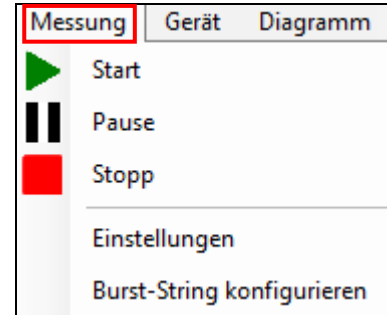 Messung Gerät Diagramm
Start
Pause
Stopp
Einstellungen
Burst-String konfigurieren